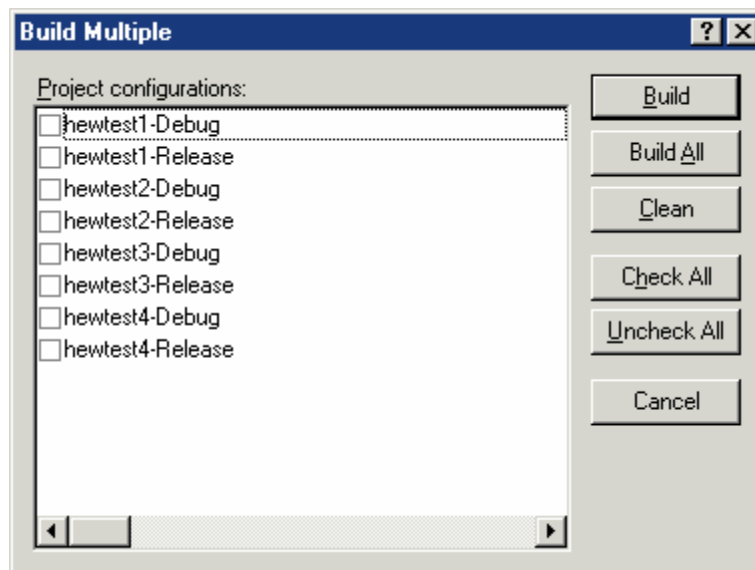 Build Multiple
?
Project configurations:
hewtest1-Debug
hewtest1-Release
hewtest2-Debug
hewtest2-Release
hewtest3-Debug
hewtest3-Release
hewtest4-Debug
hewtest4-Release
Build
Build All
Clean
Check All
Uncheck All
Cancel